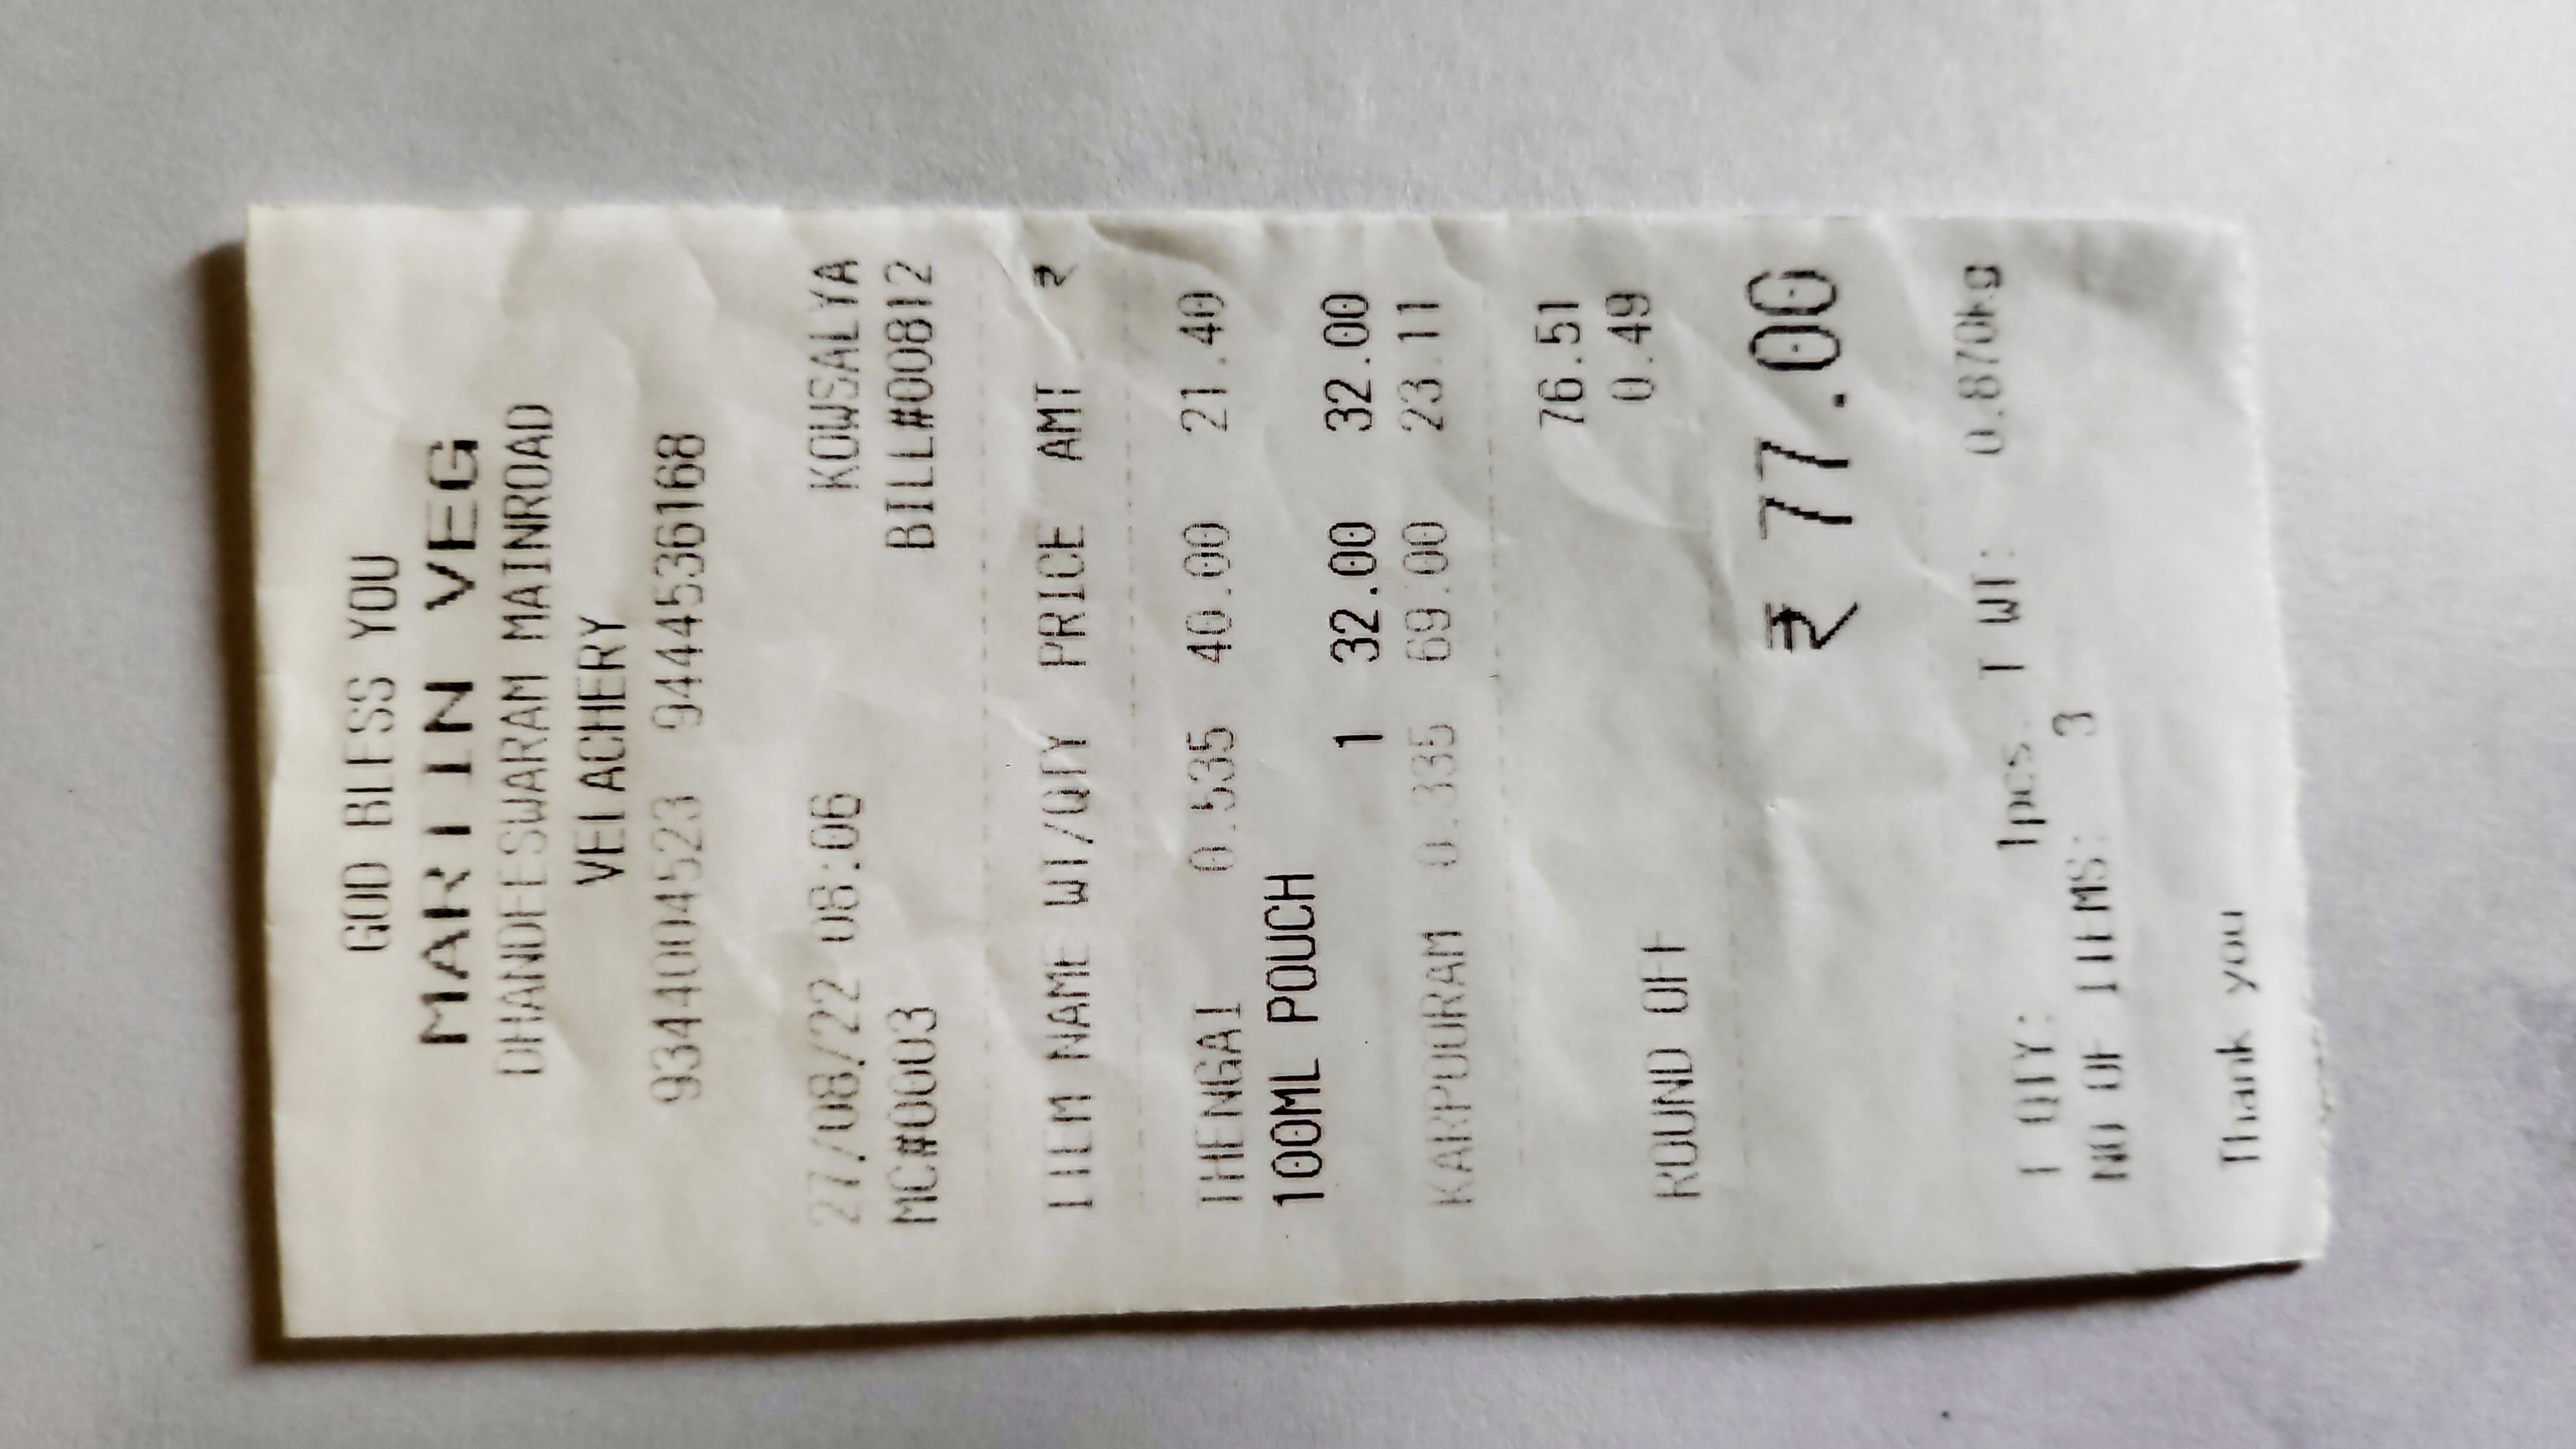 GOD BLESS YOU
MARTIN VEG
DHANDEESWARAM MAINROAD
VELACHERY
9344004523 9444536168
27/08/22 08:06 KOWSALYA
MC#0003 BILL#00812
ITEM NAME WT/QTY PRICE AMT ₹
THENGAI 0.535 40.00 21.40
100ML POUCH
1 32.00 32.00
KARPOORAM 0.335 69.00 23.11
76.51
ROUND OFF 0.49
₹ 77.00
T QTY: 1pcs. T WT: 0.870kg
NO OF ITEMS: 3
Thank you